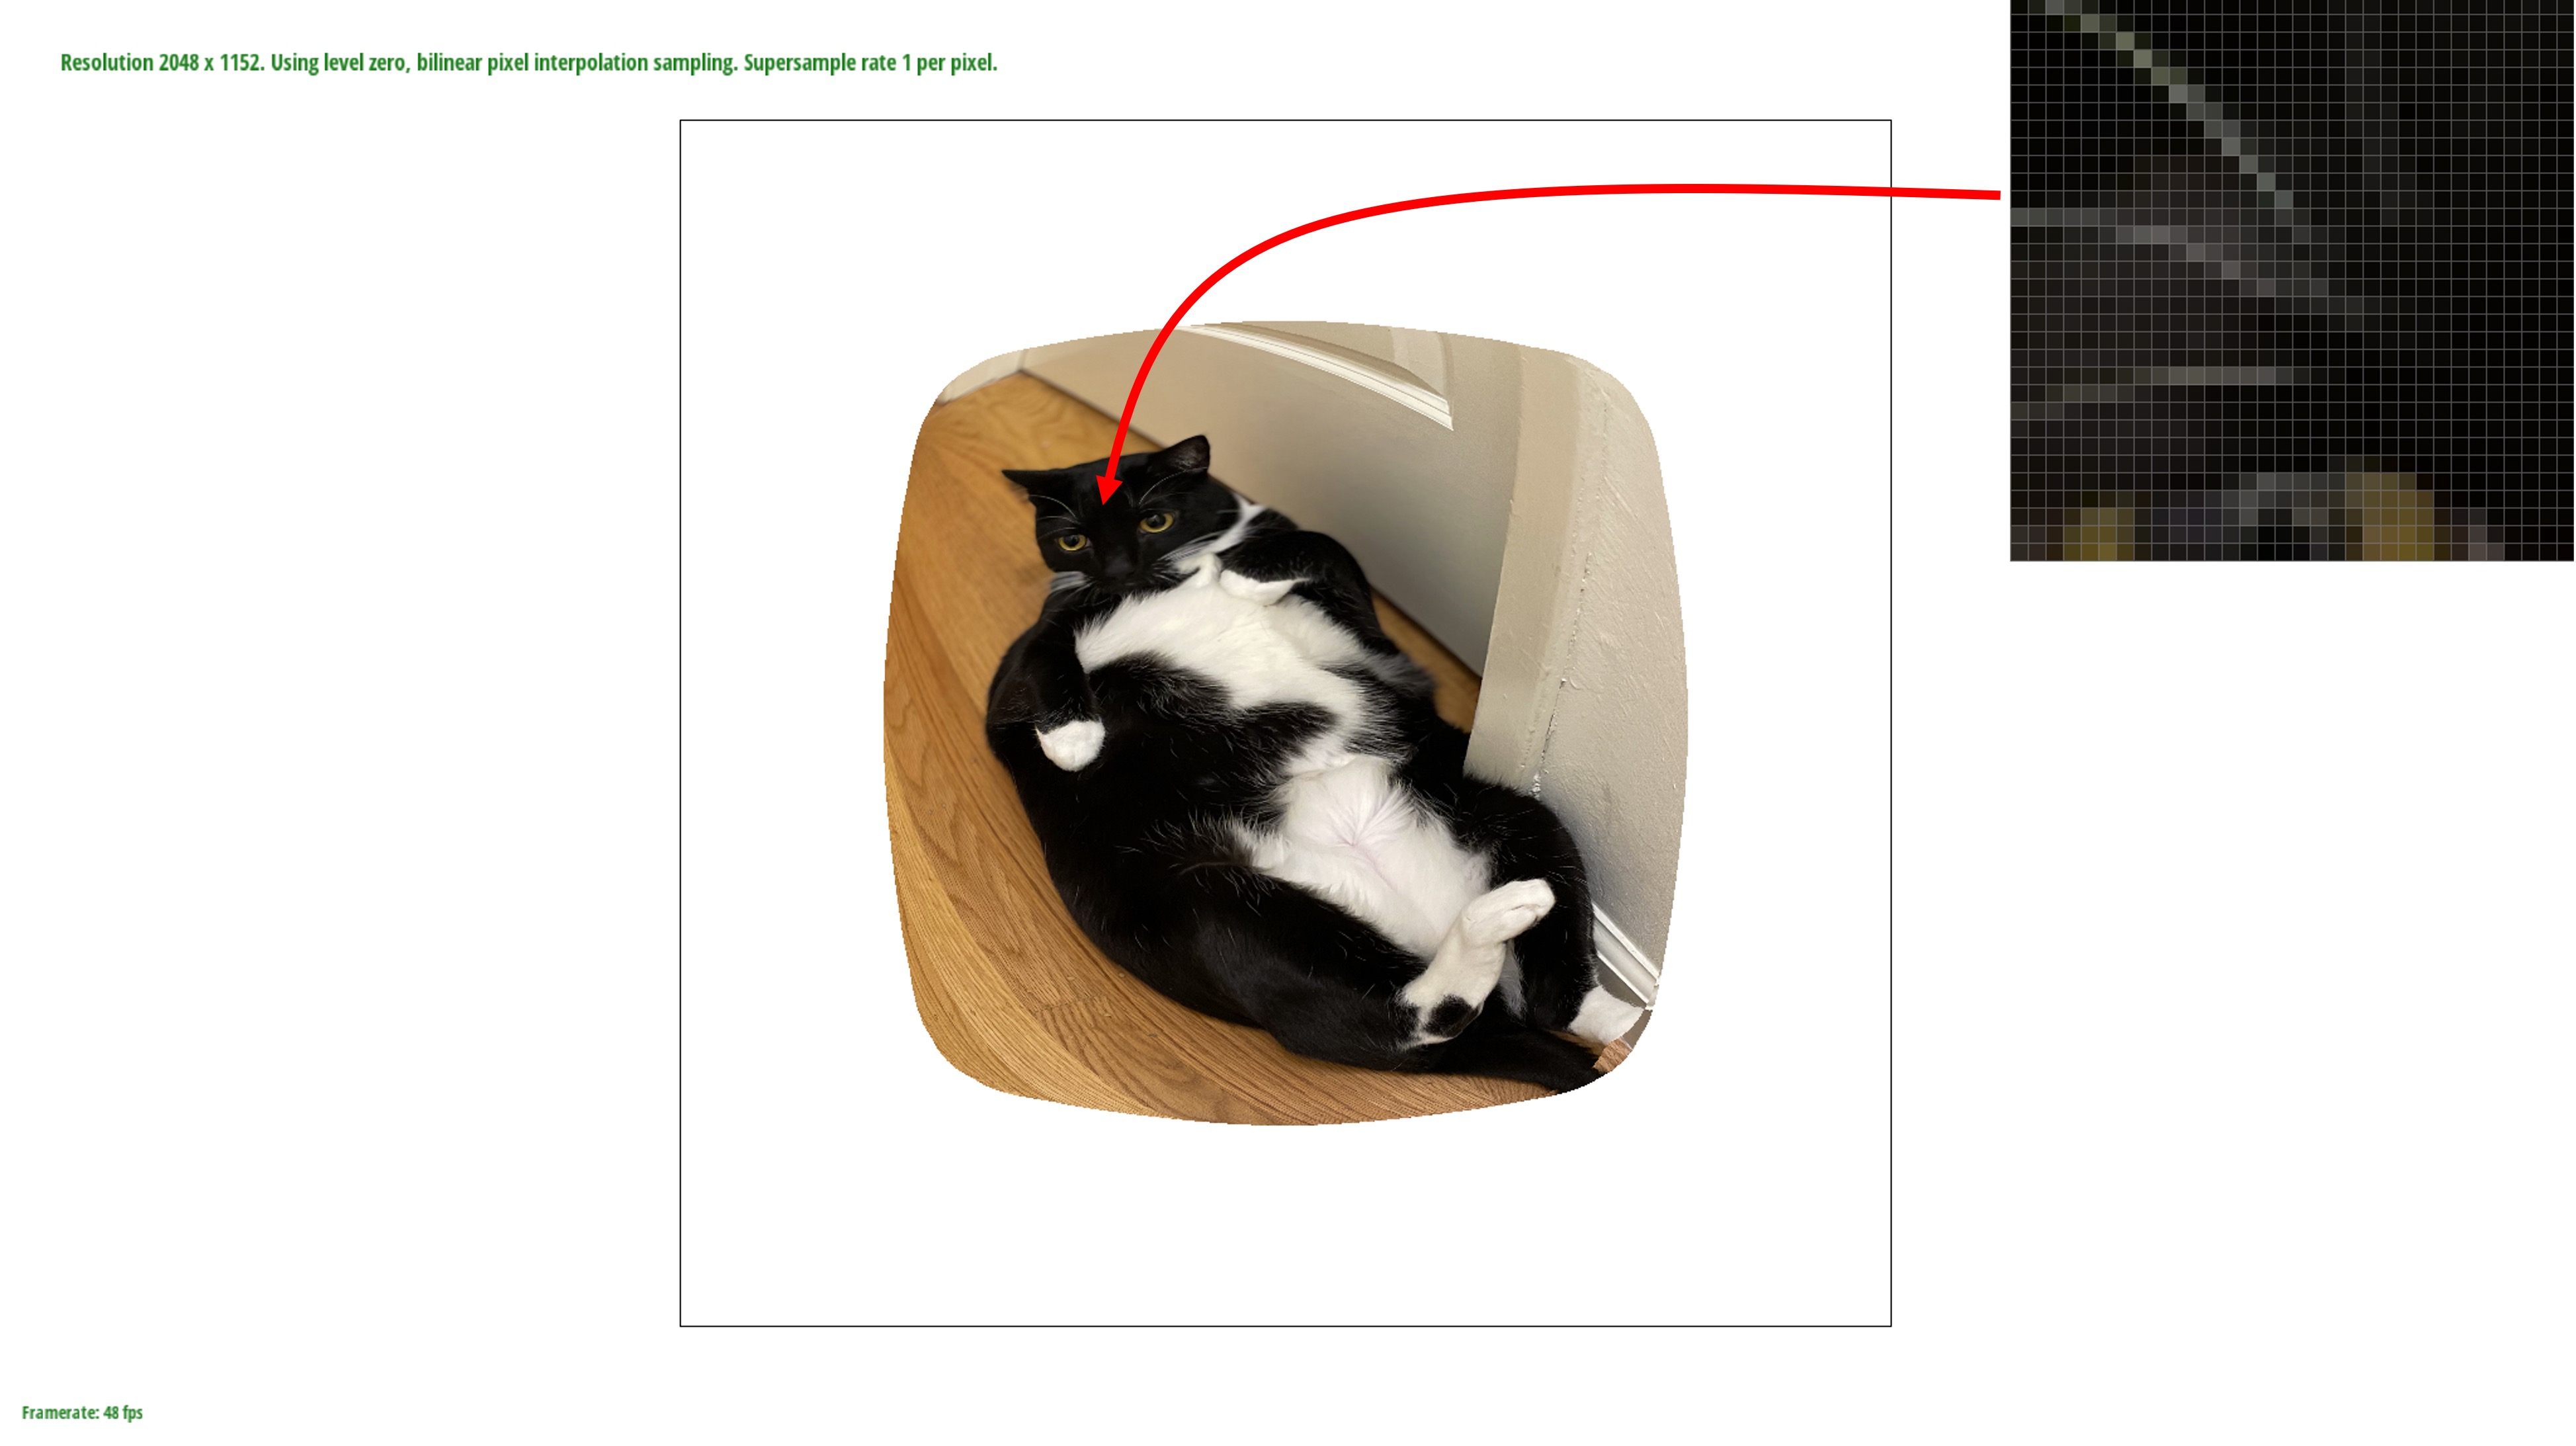 Resolution 2048 x 1152. Using level zero, bilinear pixel interpolation sampling. Supersample rate 1 per pixel.
Framerate: 48 fps